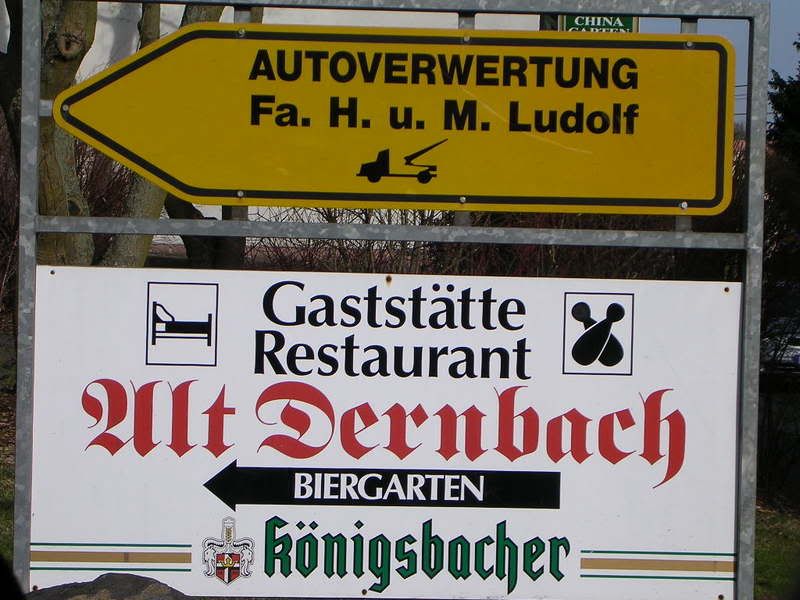 CHINA
GARTEN
AUTOVERWERTUNG
Fa. H. u. M. Ludolf
Gaststätte
Restaurant
Alt Dernbach
BIERGARTEN
Königsbacher